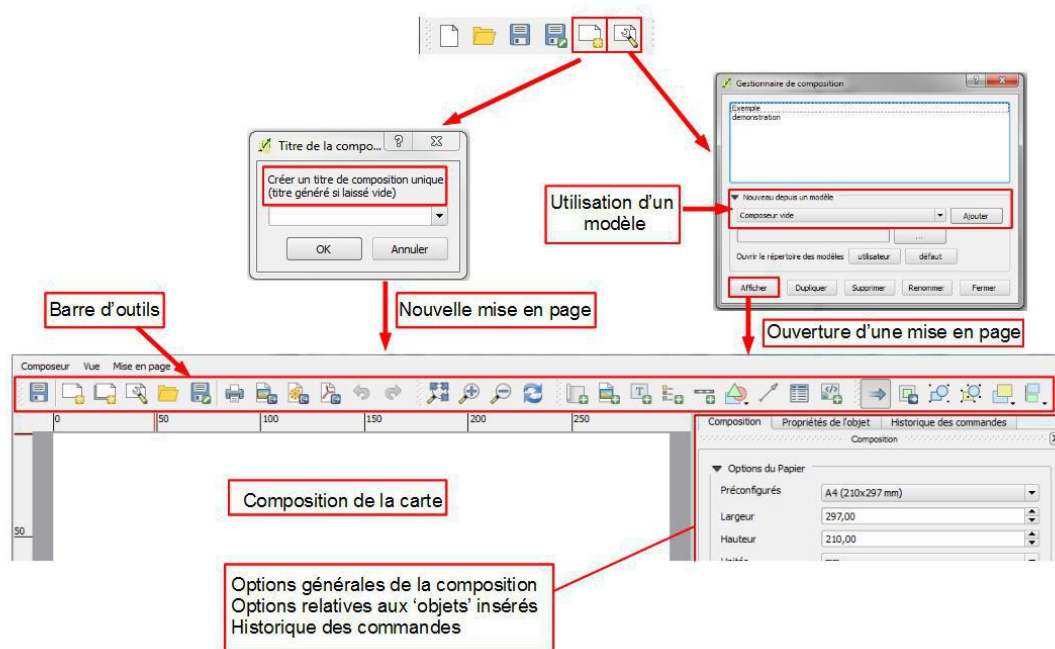 Gestionnaire de composition
Exemple
demonstration
Titre de la compo...
Créer un titre de composition unique
(titre généré si laissé vide)
OK
Annuler
Utilisation d'un
modèle
Nouveau depuis un modèle
Composeur vide
Ajouter
...
Ouvrir le répertoire des modèles
utilisateur
défaut
Afficher
Dupliquer
Supprimer
Renommer
Fermer
Barre d'outils
Nouvelle mise en page
Ouverture d'une mise en page
Composeur
Vue
Mise en page
0
50
100
150
200
250
Composition
Propriétés de l'objet
Historique des commandes
Composition
Options du Papier
Préconfigurés
A4 (210x297 mm)
Largeur
297,00
Hauteur
210,00
50
Composition de la carte
Options générales de la composition
Options relatives aux 'objets' insérés
Historique des commandes